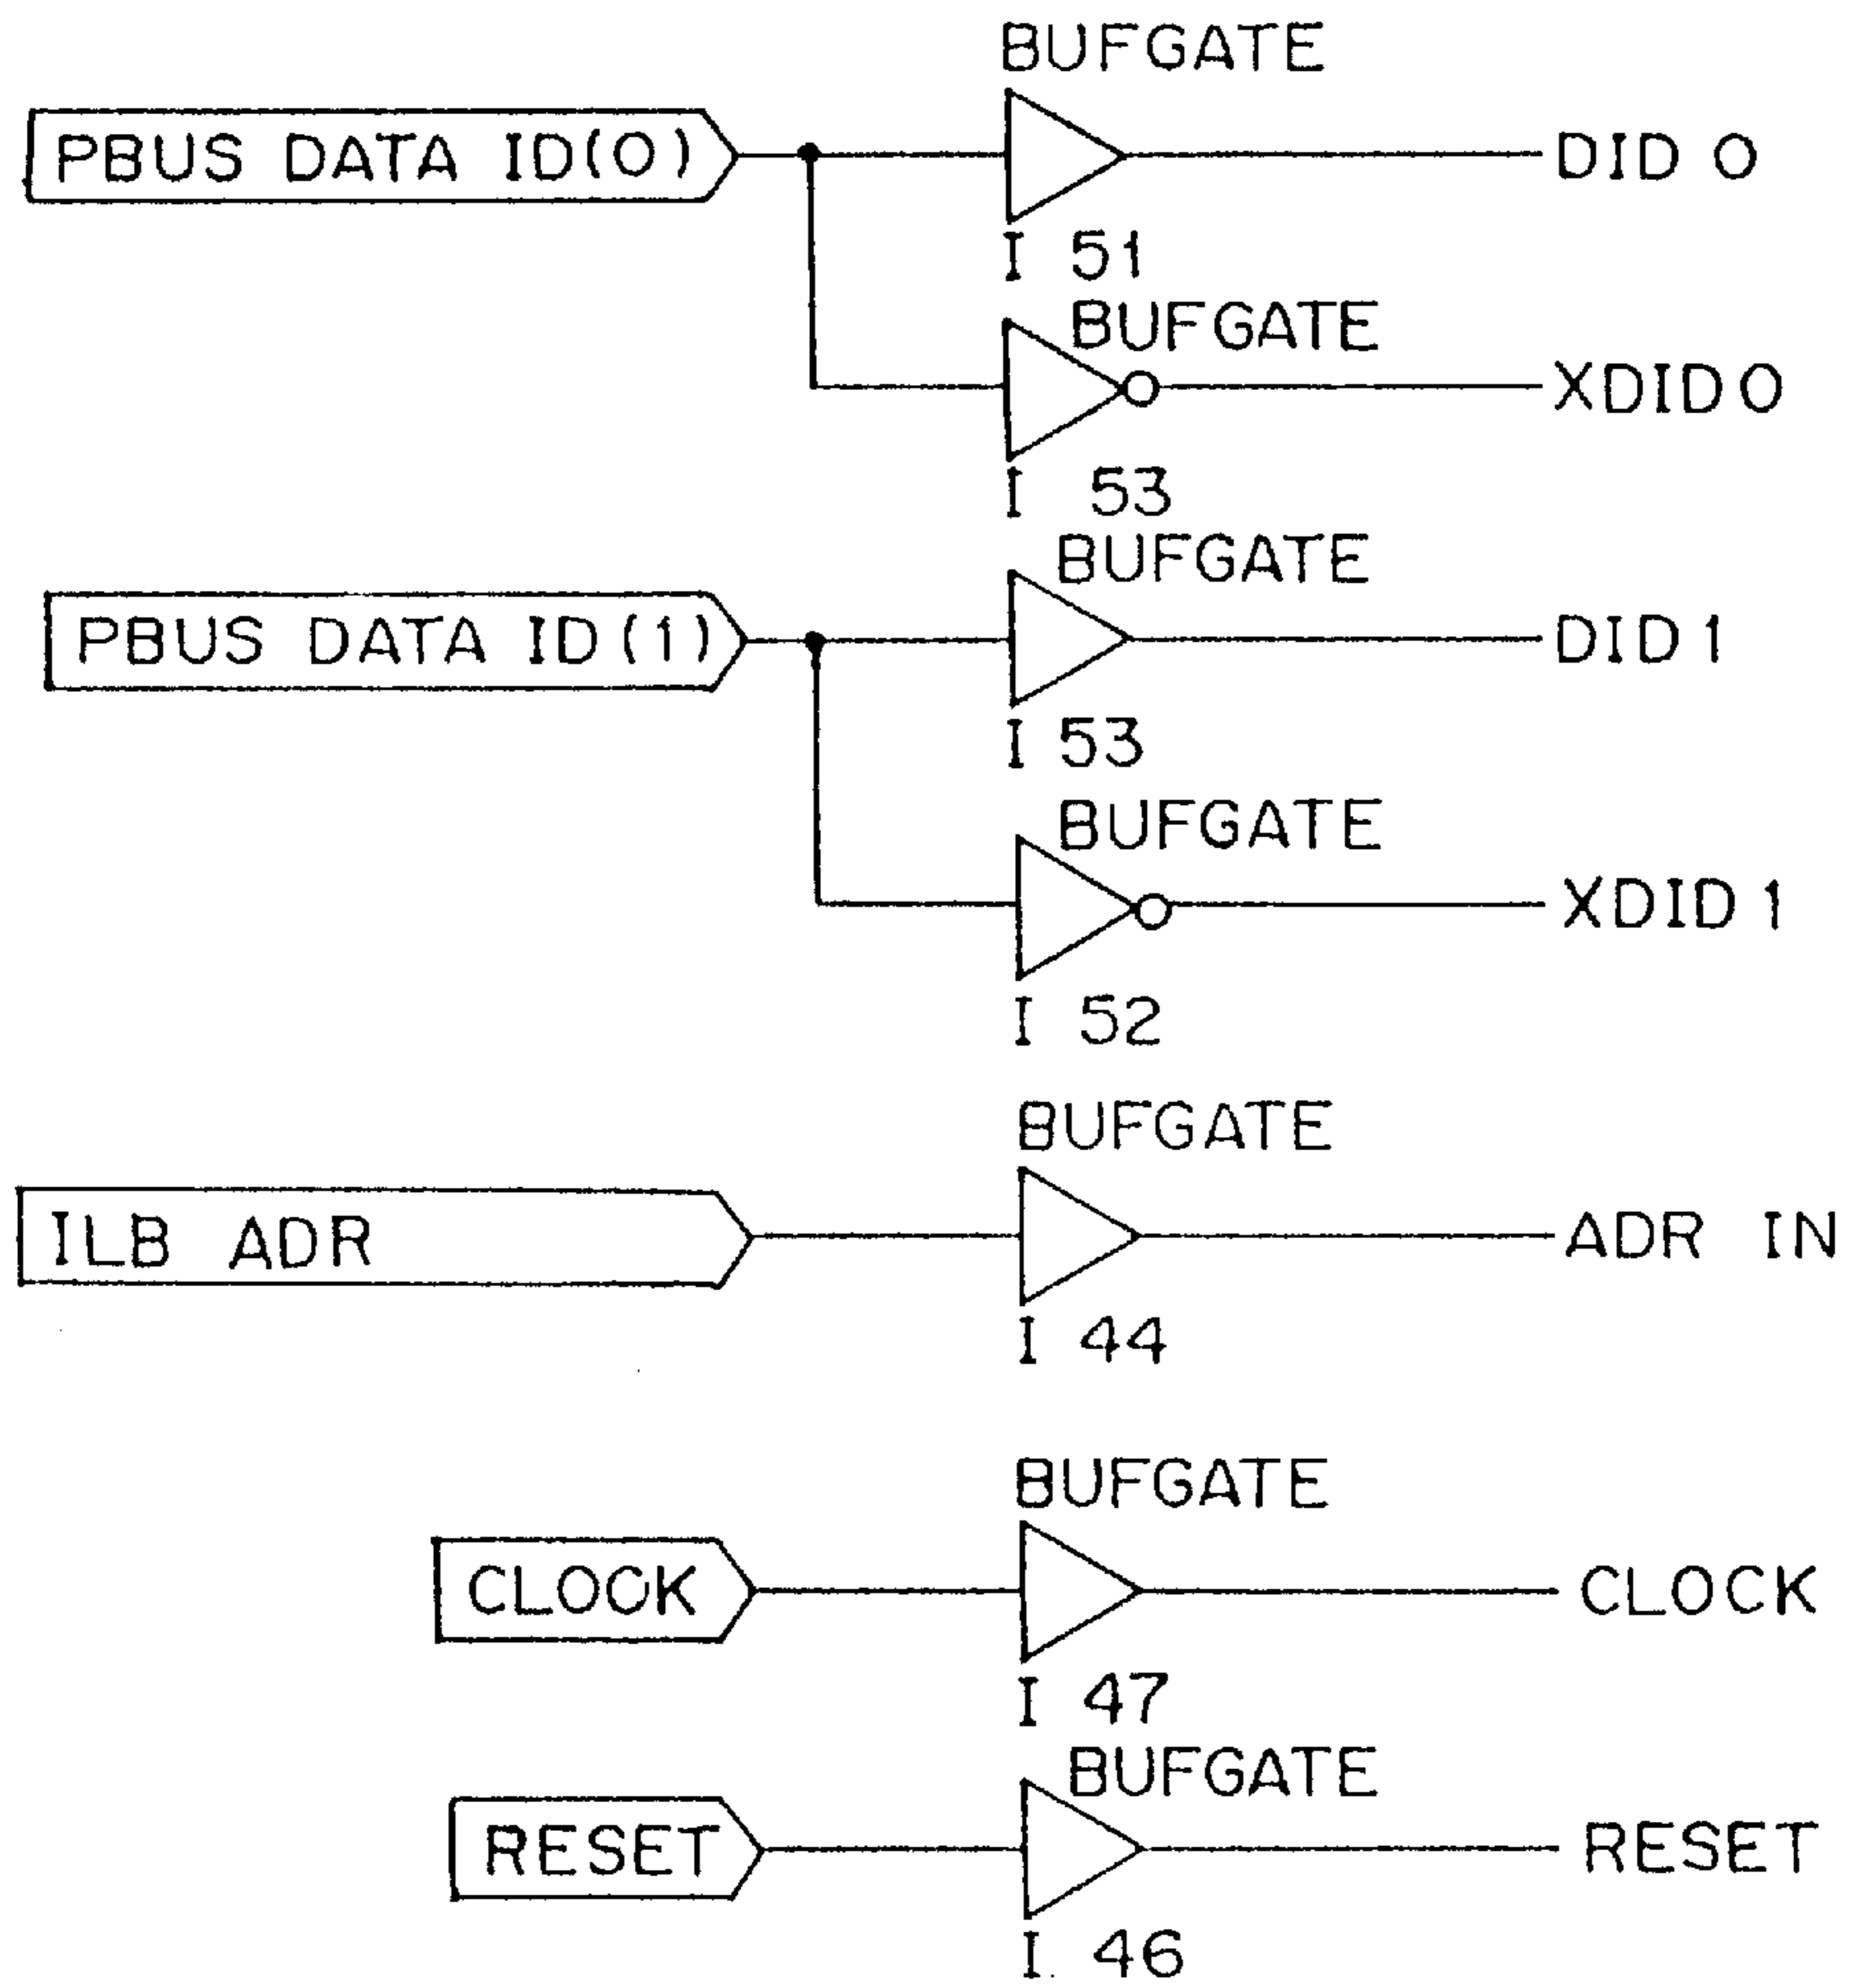 BUFGATE
PBUS DATA ID(0)
DID 0
I 51
BUFGATE
XDID 0
I 53
BUFGATE
PBUS DATA ID(1)
DID 1
I 53
BUFGATE
XDID 1
I 52
BUFGATE
ILB ADR
ADR IN
I 44
BUFGATE
CLOCK
CLOCK
I 47
BUFGATE
RESET
RESET
I 46